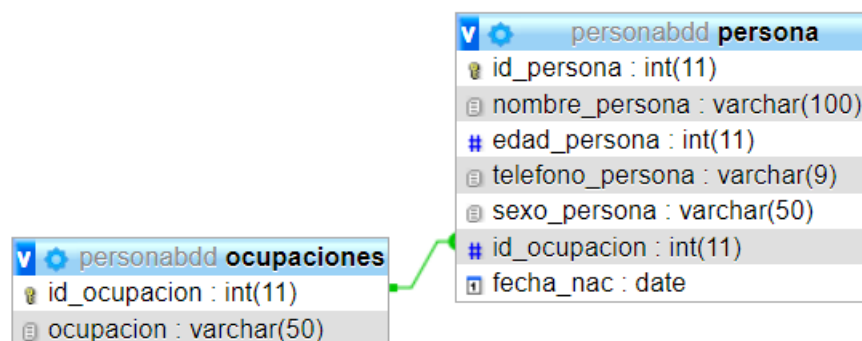 v personabdd persona
id_persona : int(11)
nombre_persona : varchar(100)
# edad_persona : int(11)
telefono_persona : varchar(9)
sexo_persona : varchar(50)
# id_ocupacion : int(11)
1 fecha_nac : date
v personabdd ocupaciones
id_ocupacion : int(11)
ocupacion : varchar(50)